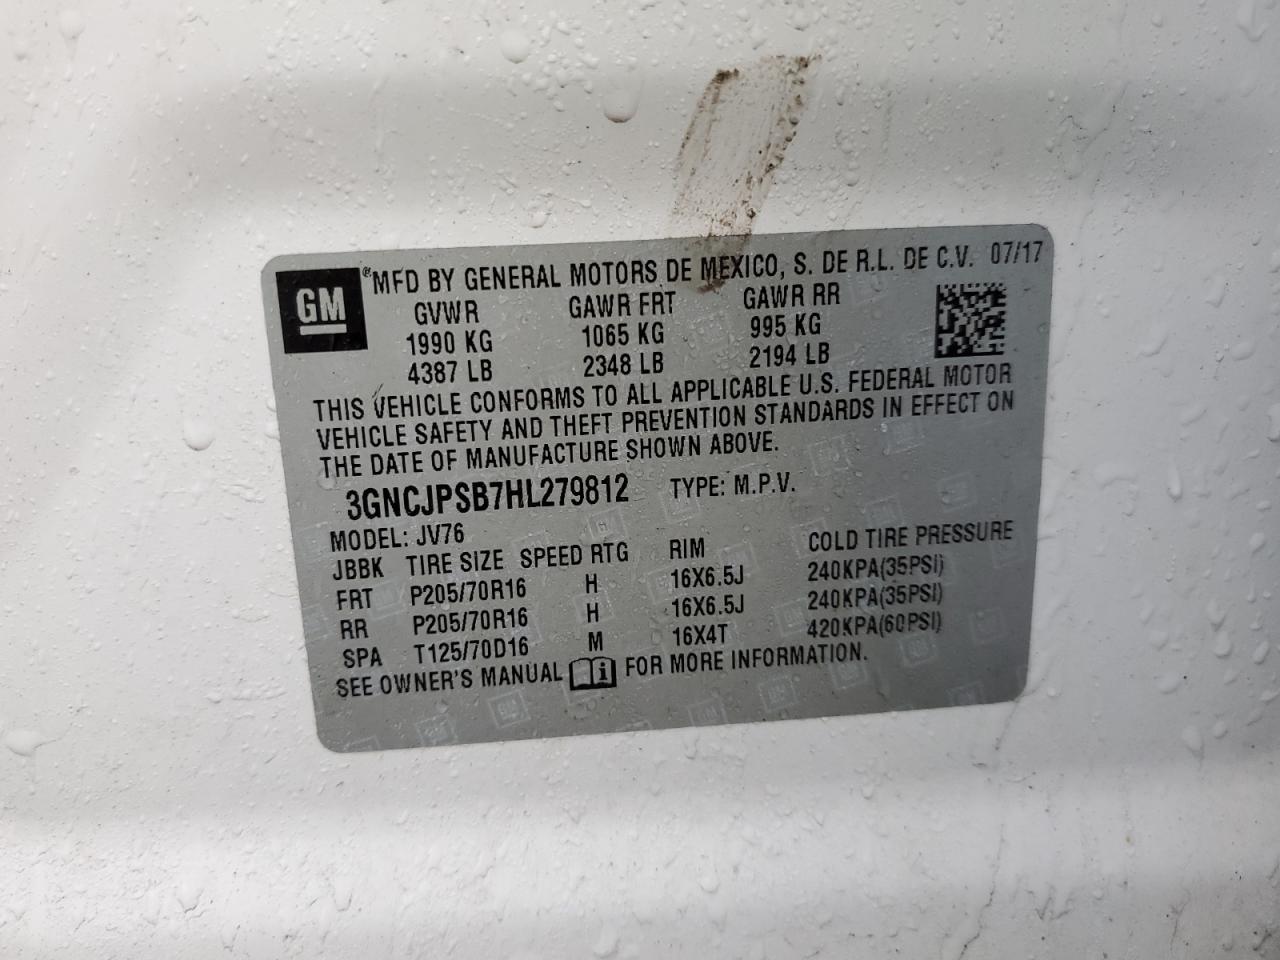 GM
®MFD BY GENERAL MOTORS DE MEXICO, S. DE R.L. DE C.V. 07/17
GVWR GAWR FRT GAWR RR
1990 KG 1065 KG 995 KG
4387 LB 2348 LB 2194 LB
THIS VEHICLE CONFORMS TO ALL APPLICABLE U.S. FEDERAL MOTOR
VEHICLE SAFETY AND THEFT PREVENTION STANDARDS IN EFFECT ON
THE DATE OF MANUFACTURE SHOWN ABOVE.
3GNCJPSB7HL279812 TYPE: M.P.V.
MODEL: JV76
JBBK TIRE SIZE SPEED RTG RIM COLD TIRE PRESSURE
FRT P205/70R16 H 16X6.5J 240KPA(35PSI)
RR P205/70R16 H 16X6.5J 240KPA(35PSI)
SPA T125/70D16 M 16X4T 420KPA(60PSI)
SEE OWNER'S MANUAL FOR MORE INFORMATION.